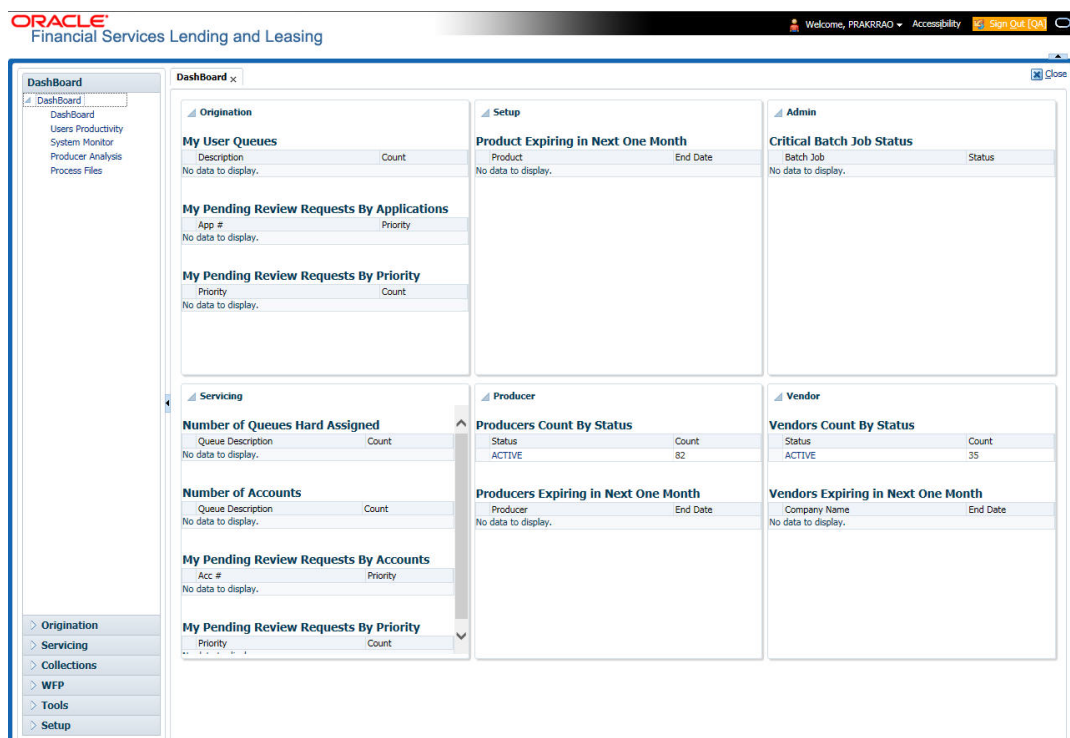 ORACLE
Financial Services Lending and Leasing
Welcome, PRAKRRAO Accessibility Sign Out [QA]
DashBoard
DashBoard
DashBoard
Users Productivity
System Monitor
Producer Analysis
Process Files
Origination
Servicing
Collections
WFP
Tools
Setup
DashBoard x
Close
Origination
My User Queues
Description Count
No data to display.
My Pending Review Requests By Applications
App # Priority
No data to display.
My Pending Review Requests By Priority
Priority Count
No data to display.
Setup
Product Expiring in Next One Month
Product End Date
No data to display.
Admin
Critical Batch Job Status
Batch Job Status
No data to display.
Servicing
Number of Queues Hard Assigned
Queue Description Count
No data to display.
Number of Accounts
Queue Description Count
No data to display.
My Pending Review Requests By Accounts
Acc # Priority
No data to display.
My Pending Review Requests By Priority
Priority Count
Producer
Producers Count By Status
Status Count
ACTIVE 82
Producers Expiring in Next One Month
Producer End Date
No data to display.
Vendor
Vendors Count By Status
Status Count
ACTIVE 35
Vendors Expiring in Next One Month
Company Name End Date
No data to display.